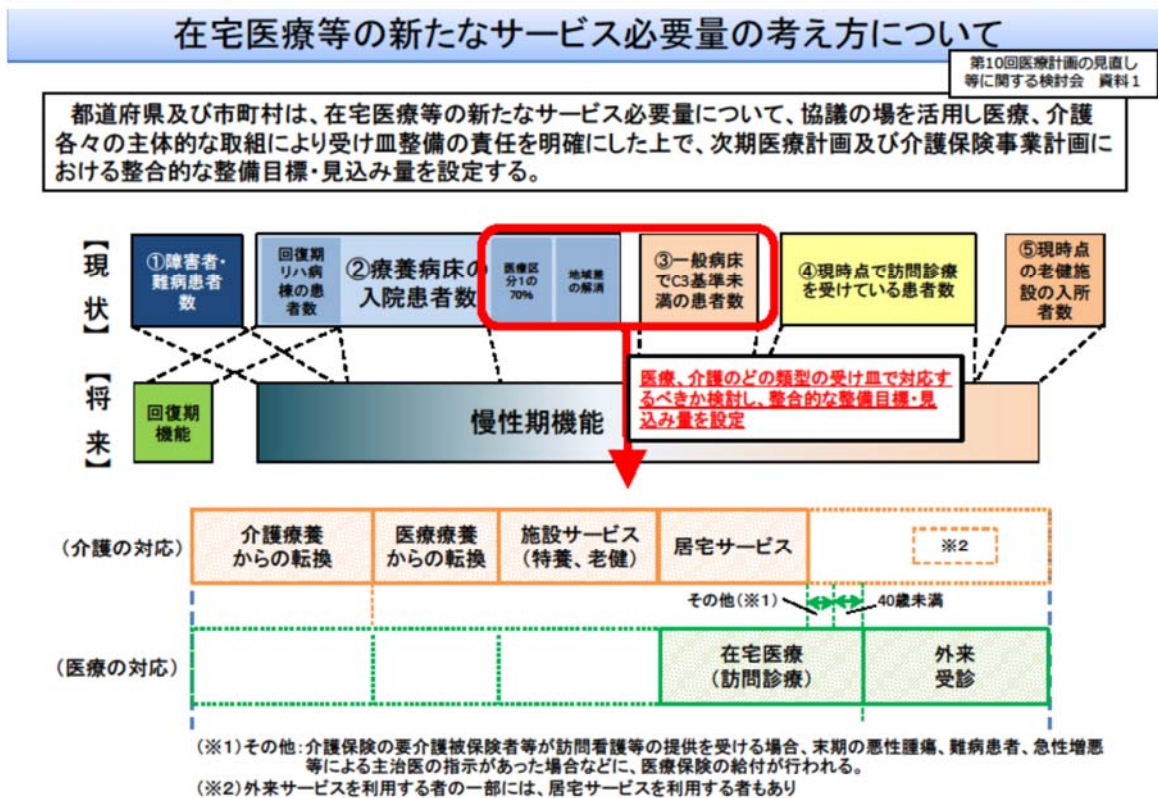 在宅医療等の新たなサービス必要量の考え方について
第10回医療計画の見直し
等に関する検討会　資料1
都道府県及び市町村は、在宅医療等の新たなサービス必要量について、協議の場を活用し医療、介護
各々の主体的な取組により受け皿整備の責任を明確にした上で、次期医療計画及び介護保険事業計画に
おける整合的な整備目標・見込み量を設定する。
【現状】
①障害者・
難病患者
数
回復期
リハ病
棟の患
者数
②療養病床の
入院患者数
医療区
分1の
70%
地域差
の解消
③一般病床
でC3基準未
満の患者数
④現時点で訪問診療
を受けている患者数
⑤現時点
の老健施
設の入所
者数
【将来】
回復期
機能
慢性期機能
医療、介護のどの類型の受け皿で対応す
るべきか検討し、整合的な整備目標・見
込み量を設定
(介護の対応)
介護療養
からの転換
医療療養
からの転換
施設サービス
(特養、老健)
居宅サービス
※2
その他(※1)
40歳未満
(医療の対応)
在宅医療
(訪問診療)
外来
受診
(※1)その他:介護保険の要介護被保険者等が訪問看護等の提供を受ける場合、末期の悪性腫瘍、難病患者、急性増悪
等による主治医の指示があった場合などに、医療保険の給付が行われる。
(※2)外来サービスを利用する者の一部には、居宅サービスを利用する者もあり